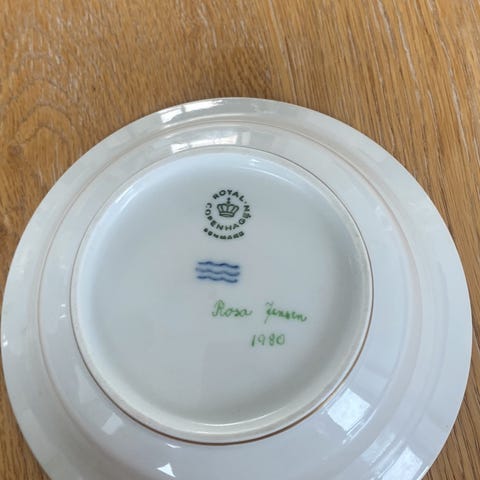 ROYAL
COPENHAGEN
DENMARK
Rosa Jensen
1980